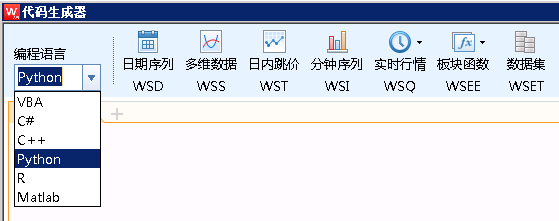 W 代码生成器
编程语言
Python
日期序列 多维数据 日内跳价 分钟序列 实时行情 板块函数 数据集
WSD WSS WST WSI WSQ WSEE WSET
VBA
C#
C++
Python
R
Matlab